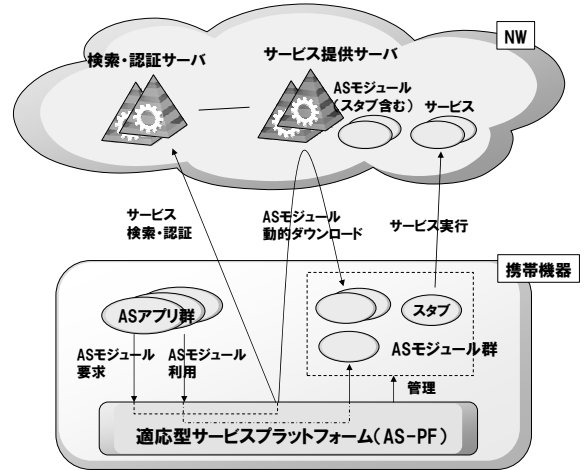 NW
検索・認証サーバ
サービス提供サーバ
ASモジュール
(スタブ含む)
サービス
サービス
検索・認証
ASモジュール
動的ダウンロード
サービス実行
携帯機器
ASアプリ群
スタブ
ASモジュール群
ASモジュール
要求
ASモジュール
利用
管理
適応型サービスプラットフォーム(AS-PF)